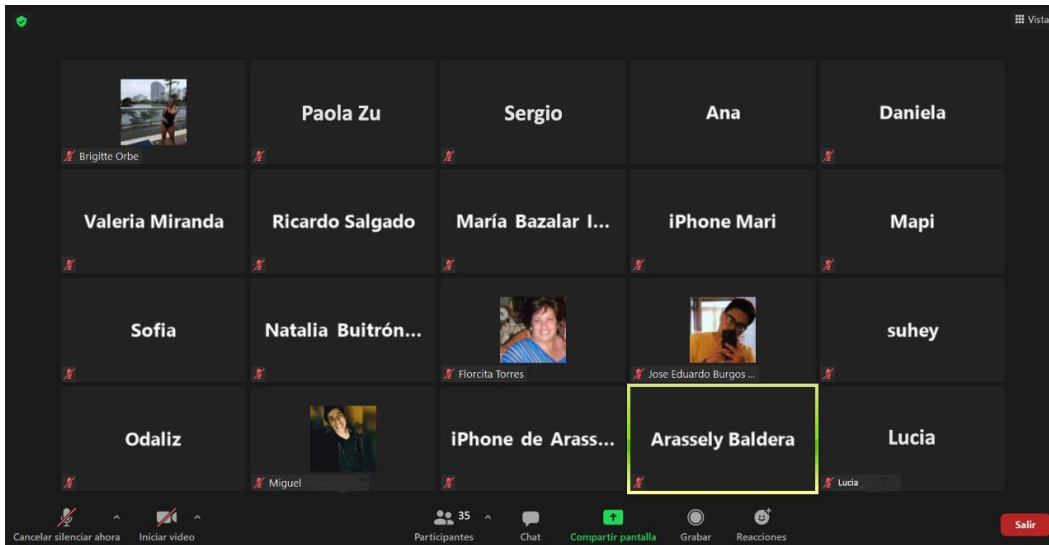 Vista
Brigitte Orbe
Paola Zu
Sergio
Ana
Daniela
Valeria Miranda
Ricardo Salgado
María Bazalar I...
iPhone Mari
Mapi
Sofia
Natalia Buitrón...
Florcita Torres
Jose Eduardo Burgos ...
suhey
Odaliz
Miguel
iPhone de Arass...
Arassely Baldera
Lucia
Lucia
Cancelar silenciar ahora
Iniciar video
35
Participantes
Chat
Compartir pantalla
Grabar
Reacciones
Salir